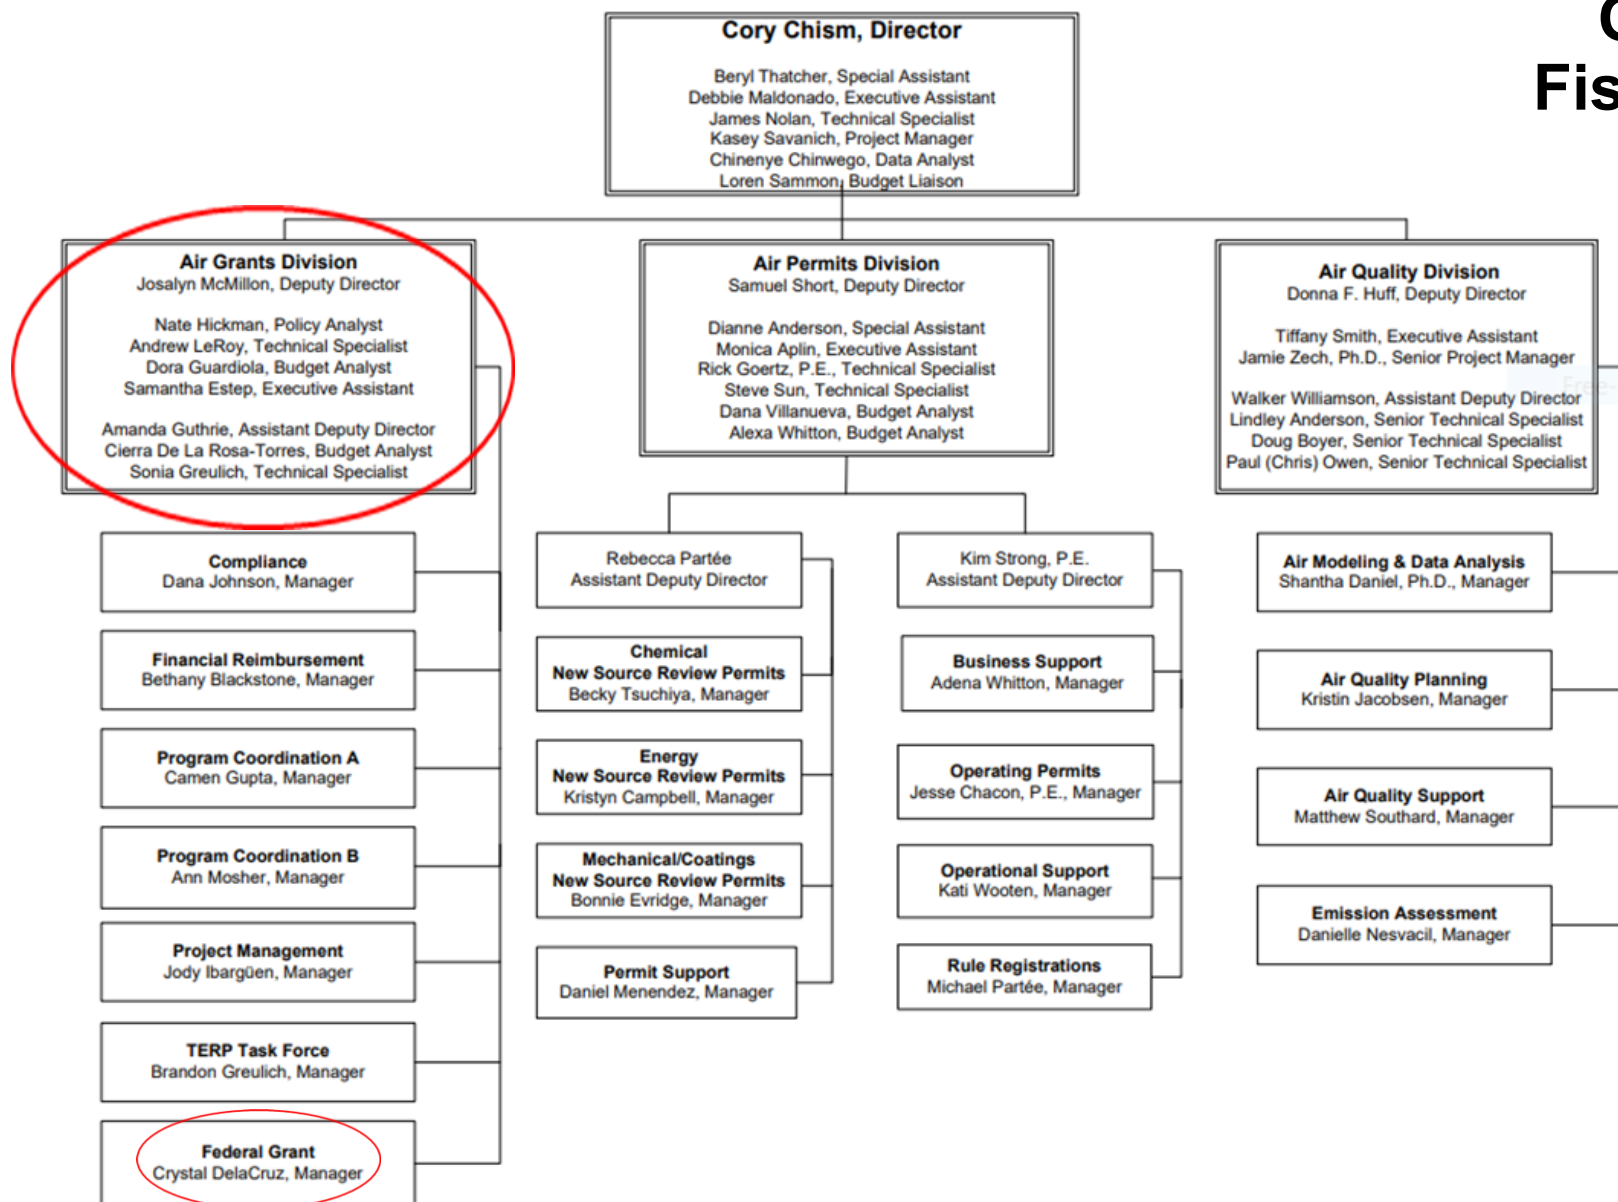 Cory Chism, Director
Beryl Thatcher, Special Assistant
Debbie Maldonado, Executive Assistant
James Nolan, Technical Specialist
Kasey Savanich, Project Manager
Chinenye Chinwego, Data Analyst
Loren Sammon, Budget Liaison
Fis
Air Grants Division
Josalyn McMillon, Deputy Director
Nate Hickman, Policy Analyst
Andrew LeRoy, Technical Specialist
Dora Guardiola, Budget Analyst
Samantha Estep, Executive Assistant
Amanda Guthrie, Assistant Deputy Director
Cierra De La Rosa-Torres, Budget Analyst
Sonia Greulich, Technical Specialist
Compliance
Dana Johnson, Manager
Financial Reimbursement
Bethany Blackstone, Manager
Program Coordination A
Camen Gupta, Manager
Program Coordination B
Ann Mosher, Manager
Project Management
Jody Ibargüen, Manager
TERP Task Force
Brandon Greulich, Manager
Federal Grant
Crystal DelaCruz, Manager
Air Permits Division
Samuel Short, Deputy Director
Dianne Anderson, Special Assistant
Monica Aplin, Executive Assistant
Rick Goertz, P.E., Technical Specialist
Steve Sun, Technical Specialist
Dana Villanueva, Budget Analyst
Alexa Whitton, Budget Analyst
Rebecca Partée
Assistant Deputy Director
Chemical
New Source Review Permits
Becky Tsuchiya, Manager
Energy
New Source Review Permits
Kristyn Campbell, Manager
Mechanical/Coatings
New Source Review Permits
Bonnie Evridge, Manager
Permit Support
Daniel Menendez, Manager
Kim Strong, P.E.
Assistant Deputy Director
Business Support
Adena Whitton, Manager
Operating Permits
Jesse Chacon, P.E., Manager
Operational Support
Kati Wooten, Manager
Rule Registrations
Michael Partée, Manager
Air Quality Division
Donna F. Huff, Deputy Director
Tiffany Smith, Executive Assistant
Jamie Zech, Ph.D., Senior Project Manager
Free-
Walker Williamson, Assistant Deputy Director
Lindley Anderson, Senior Technical Specialist
Doug Boyer, Senior Technical Specialist
Paul (Chris) Owen, Senior Technical Specialist
Air Modeling & Data Analysis
Shantha Daniel, Ph.D., Manager
Air Quality Planning
Kristin Jacobsen, Manager
Air Quality Support
Matthew Southard, Manager
Emission Assessment
Danielle Nesvacil, Manager